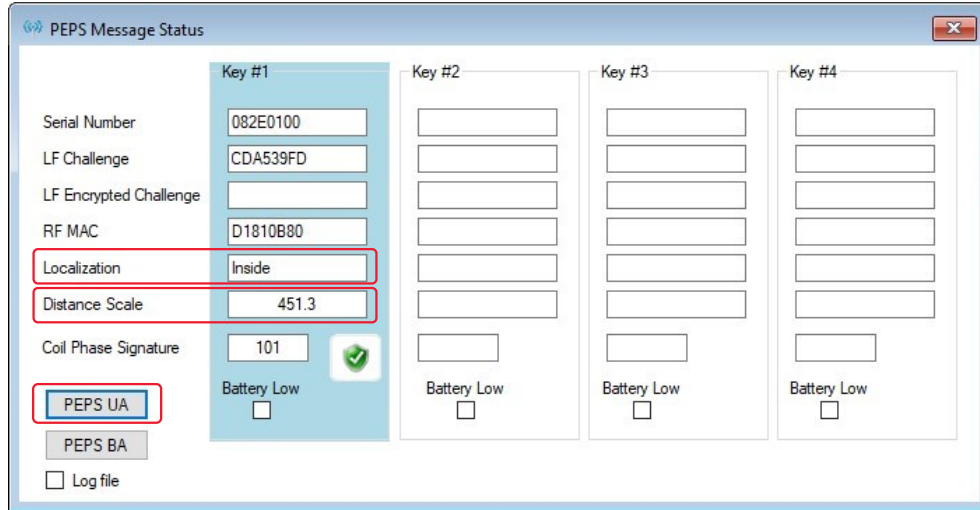 PEPS Message Status
Key #1 Key #2 Key #3 Key #4
Serial Number 082E0100
LF Challenge CDA539FD
LF Encrypted Challenge
RF MAC D1810B80
Localization Inside
Distance Scale 451.3
Coil Phase Signature 101
Battery Low Battery Low Battery Low Battery Low
PEPS UA
PEPS BA
Log file